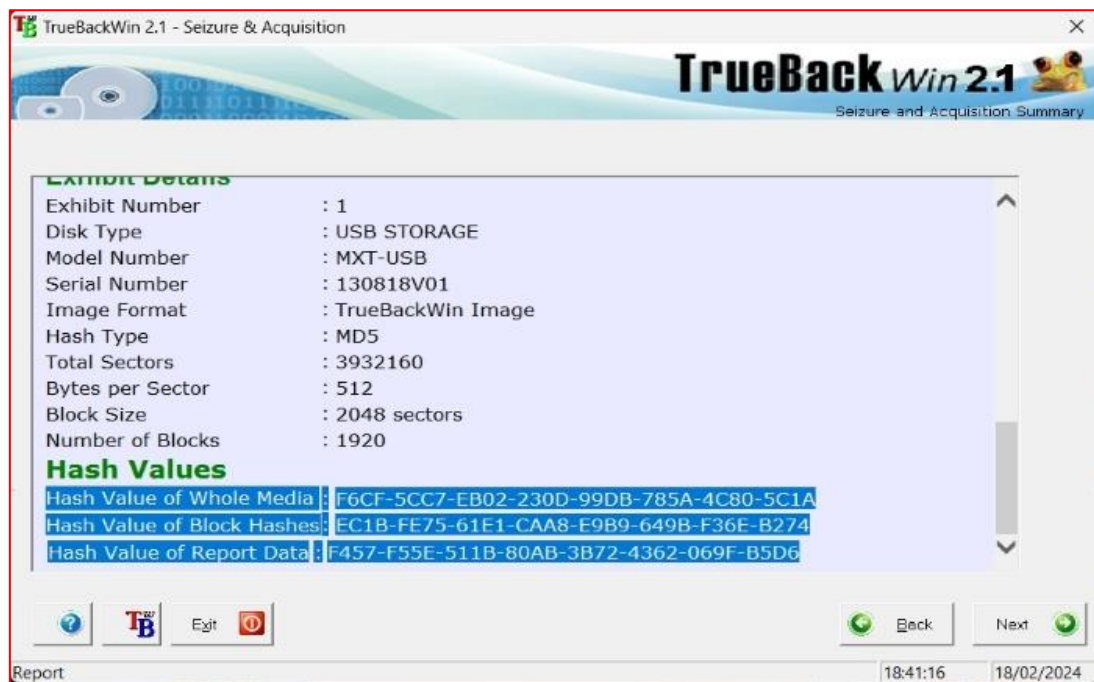 TrueBackWin 2.1 - Seizure & Acquisition
TrueBack Win 2.1
Seizure and Acquisition Summary
Exhibit Details
Exhibit Number : 1
Disk Type : USB STORAGE
Model Number : MXT-USB
Serial Number : 130818V01
Image Format : TrueBackWin Image
Hash Type : MD5
Total Sectors : 3932160
Bytes per Sector : 512
Block Size : 2048 sectors
Number of Blocks : 1920
Hash Values
Hash Value of Whole Media : F6CF-5CC7-EB02-230D-99DB-785A-4C80-5C1A
Hash Value of Block Hashes : EC1B-FE75-61E1-CAA8-E9B9-649B-F36E-B274
Hash Value of Report Data : F457-F55E-511B-80AB-3B72-4362-069F-B5D6
TB Exit Back Next
Report 18:41:16 18/02/2024